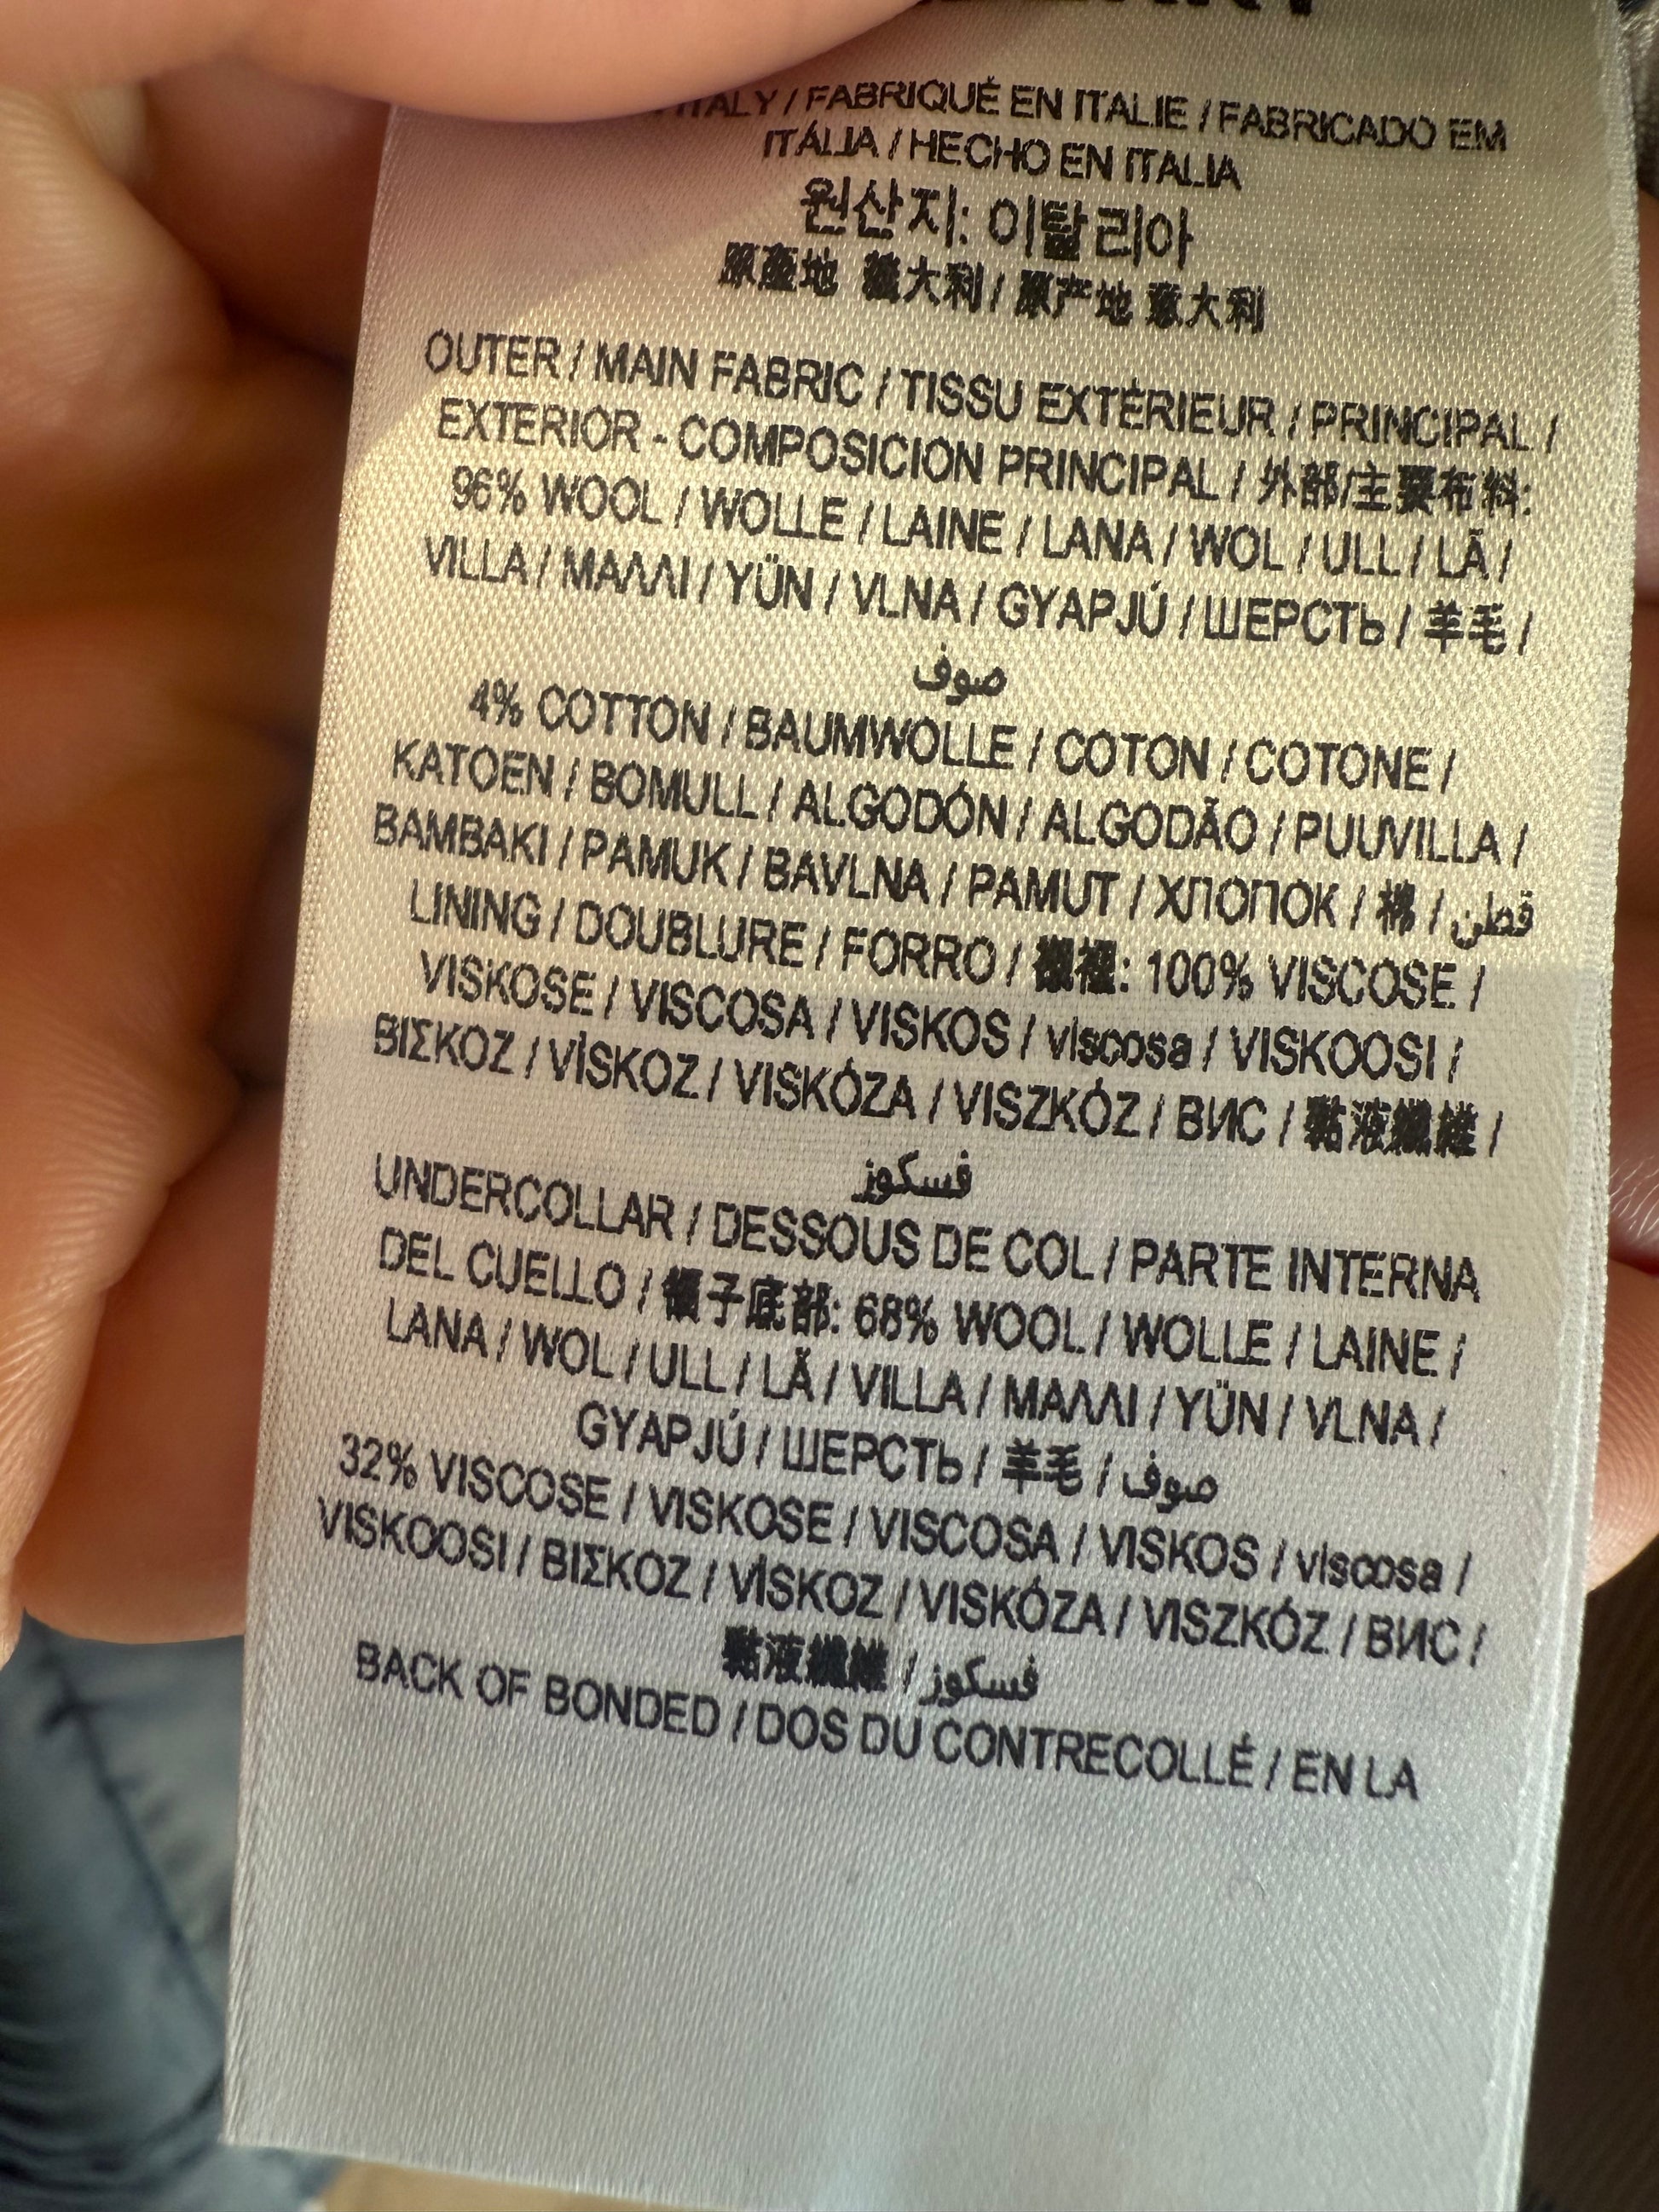 ITALY / FABRIQUÉ EN ITALIE / FABRICADO EM
ITÁLIA / HECHO EN ITALIA
원산지: 이탈리아
原產地 義大利 / 原产地 意大利
OUTER / MAIN FABRIC / TISSU EXTÉRIEUR / PRINCIPAL /
EXTERIOR - COMPOSICION PRINCIPAL / 外部/主要布料:
96% WOOL / WOLLE / LAINE / LANA / WOL / ULL / LÃ /
VILLA / ΜΑΛΛΙ / YÜN / VLNA / GYAPJÚ / ШЕРСТЬ / 羊毛 /
صوف
4% COTTON / BAUMWOLLE / COTON / COTONE /
KATOEN / BOMULL / ALGODÓN / ALGODÃO / PUUVILLA /
BAMBAKI / PAMUK / BAVLNA / PAMUT / ХПОПОК / 棉 / قطن
LINING / DOUBLURE / FORRO / 襯裡: 100% VISCOSE /
VISKOSE / VISCOSA / VISKOS / viscosa / VISKOOSI /
ΒΙΣΚΟΖ / VİSKOZ / VISKÓZA / VISZKÓZ / ВИС / 黏液纖維 /
فسكوز
UNDERCOLLAR / DESSOUS DE COL / PARTE INTERNA
DEL CUELLO / 領子底部: 68% WOOL / WOLLE / LAINE /
LANA / WOL / ULL / LÃ / VILLA / ΜΑΛΛΙ / YÜN / VLNA /
GYAPJÚ / ШЕРСТЬ / 羊毛 / صوف
32% VISCOSE / VISKOSE / VISCOSA / VISKOS / viscosa /
VISKOOSI / ΒΙΣΚΟΖ / VİSKOZ / VISKÓZA / VISZKÓZ / ВИС /
黏液纖維 / فسكوز
BACK OF BONDED / DOS DU CONTRECOLLÉ / EN LA